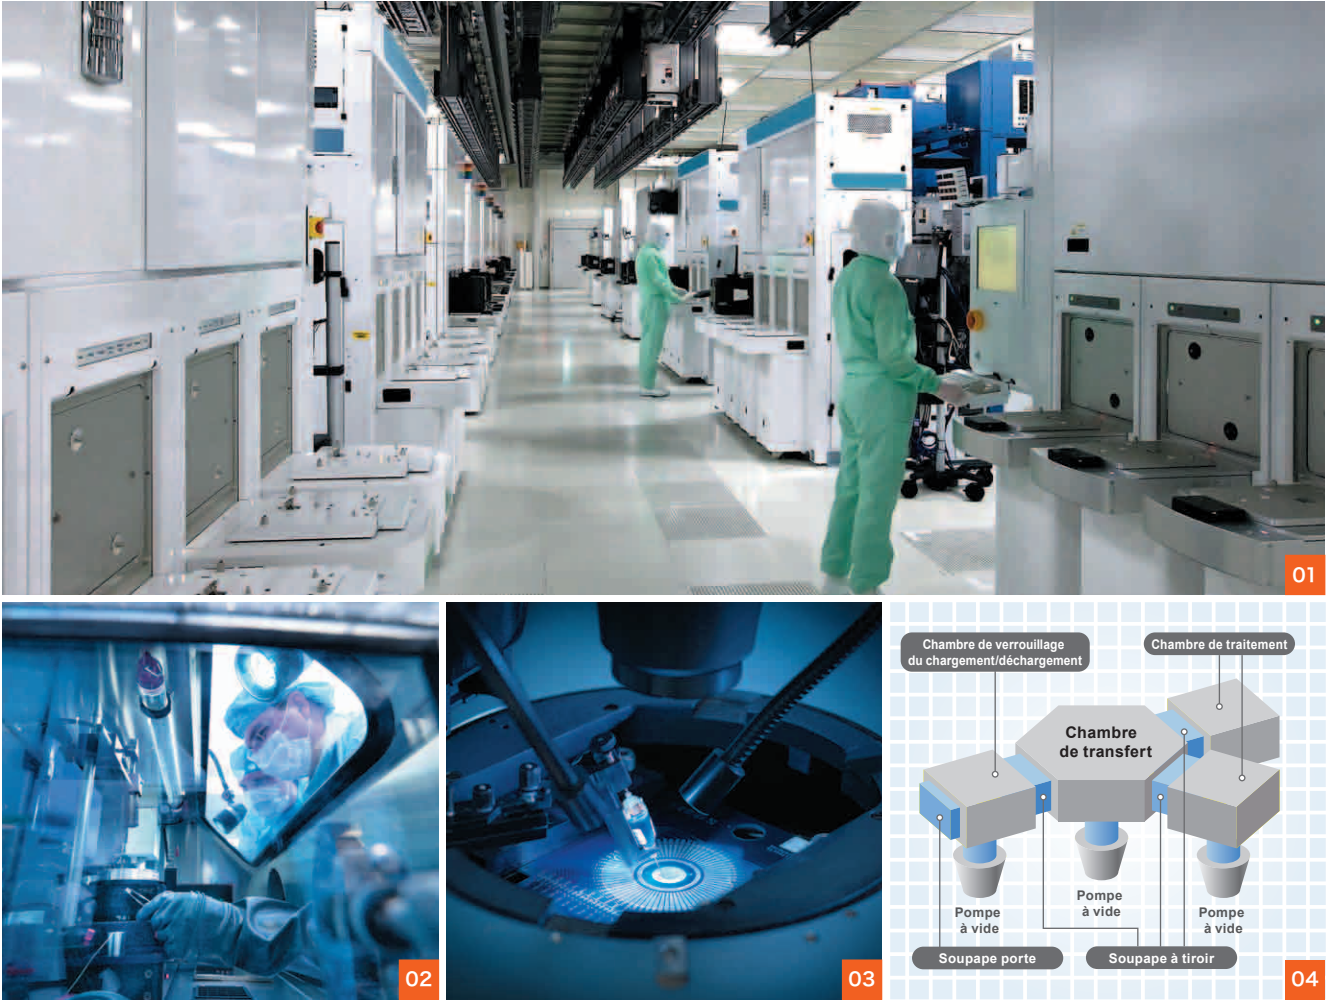 01
02
03
Chambre de verrouillage
du chargement/déchargement
Chambre de traitement
Chambre
de transfert
Pompe
à vide
Pompe
à vide
Pompe
à vide
Soupape porte
Soupape à tiroir
04